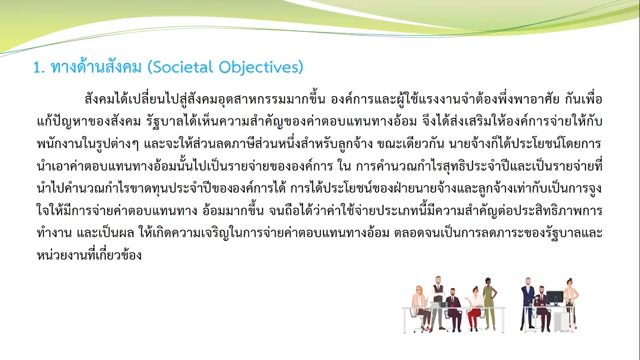 1. ทางด้านสังคม (Societal Objectives)
สังคมได้เปลี่ยนไปสู่สังคมอุตสาหกรรมมากขึ้น องค์การและผู้ใช้แรงงานจำต้องพึ่งพาอาศัย กันเพื่อ
แก้ปัญหาของสังคม รัฐบาลได้เห็นความสำคัญของค่าตอบแทนทางอ้อม จึงได้ส่งเสริมให้องค์การจ่ายให้กับ
พนักงานในรูปต่างๆ และจะให้ส่วนลดภาษีส่วนหนึ่งสำหรับลูกจ้าง ขณะเดียวกัน นายจ้างก็ได้ประโยชน์โดยการ
นำเอาค่าตอบแทนทางอ้อมนั้นไปเป็นรายจ่ายขององค์การ ใน การคำนวณกำไรสุทธิประจำปีและเป็นรายจ่ายที่
นำไปคำนวณกำไรขาดทุนประจำปีขององค์การได้ การได้ประโยชน์ของฝ่ายนายจ้างและลูกจ้างเท่ากับเป็นการจูง
ใจให้มีการจ่ายค่าตอบแทนทาง อ้อมมากขึ้น จนถือได้ว่าค่าใช้จ่ายประเภทนี้มีความสำคัญต่อประสิทธิภาพการ
ทำงาน และเป็นผล ให้เกิดความเจริญในการจ่ายค่าตอบแทนทางอ้อม ตลอดจนเป็นการลดภาระของรัฐบาลและ
หน่วยงานที่เกี่ยวข้อง